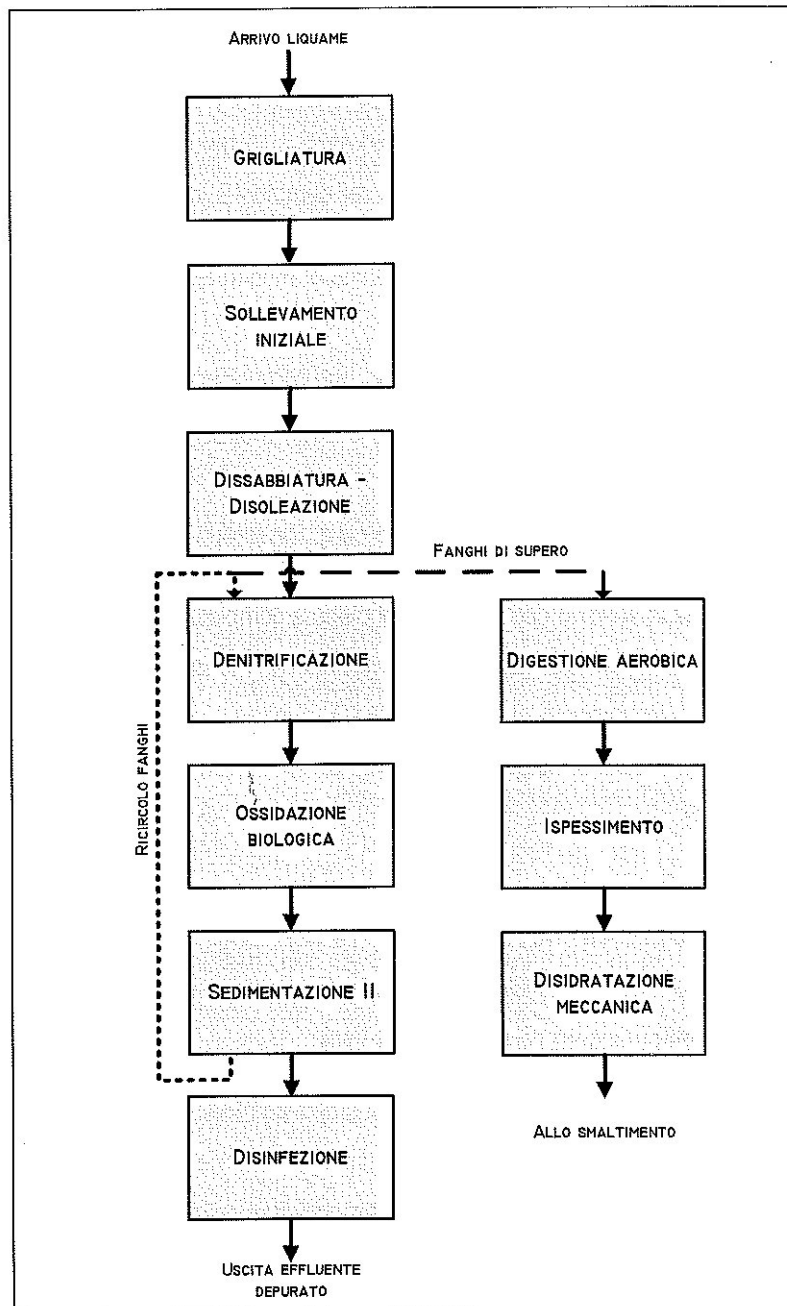 ARRIVO LIQUAME
GRIGLIATURA
SOLLEVAMENTO
INIZIALE
DISSABBIATURA -
DISOLEAZIONE
FANGHI DI SUPERO
DENITRIFICAZIONE
DIGESTIONE AEROBICA
RICIRCOLO FANGHI
OSSIDAZIONE
BIOLOGICA
ISPESSIMENTO
SEDIMENTAZIONE II
DISIDRATAZIONE
MECCANICA
DISINFEZIONE
ALLO SMALTIMENTO
USCITA EFFLUENTE
DEPURATO